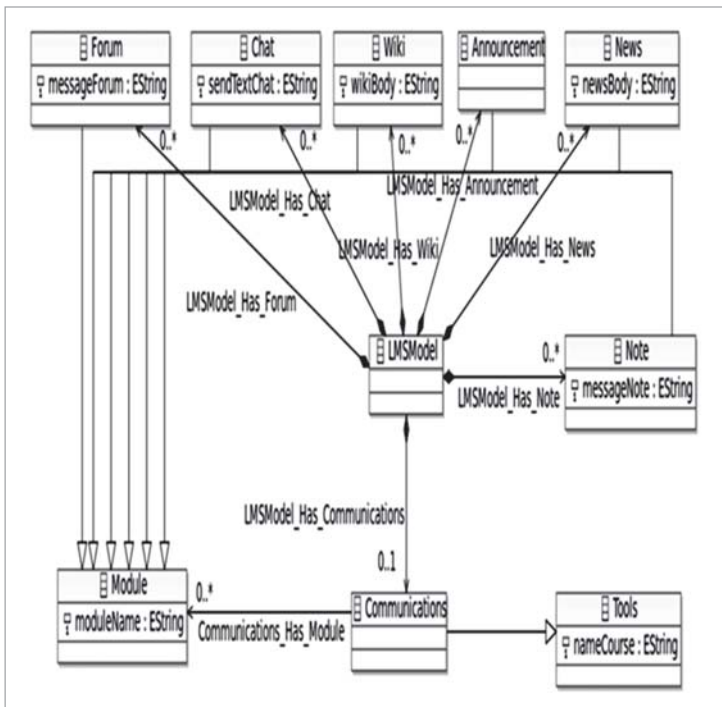 Forum
messageForum : EString
Chat
sendTextChat : EString
Wiki
wikiBody : EString
Announcement
News
newsBody : EString
0..*
0..*
0..*
0..*
0..*
LMSModel_Has_Chat
LMSModel_Has_Announcement
LMSModel_Has_Wiki
LMSModel_Has_News
LMSModel_Has_Forum
LMSModel
0..*
Note
messageNote : EString
LMSModel_Has_Note
LMSModel_Has_Communications
0..1
Module
moduleName : EString
0..*
Communications_Has_Module
Communications
Tools
nameCourse : EString